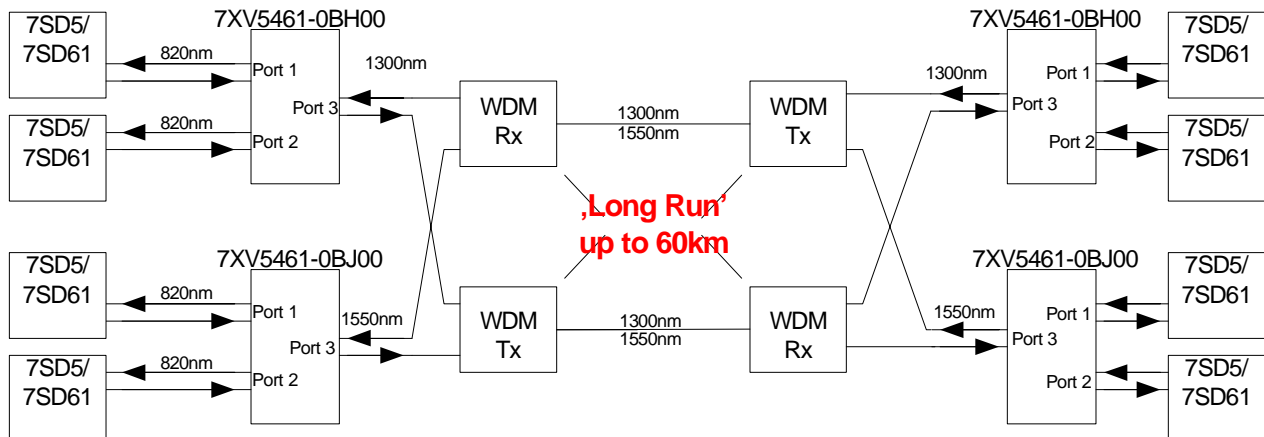 7SD5/
7SD61
820nm
7XV5461-0BH00
Port 1
Port 3
Port 2
1300nm
7SD5/
7SD61
820nm
WDM
Rx
1300nm
1550nm
WDM
Tx
7XV5461-0BH00
1300nm
Port 1
Port 3
Port 2
7SD5/
7SD61
7SD5/
7SD61
‚Long Run’
up to 60km
7SD5/
7SD61
820nm
7XV5461-0BJ00
Port 1
Port 3
Port 2
1550nm
7SD5/
7SD61
820nm
WDM
Tx
1300nm
1550nm
WDM
Rx
7XV5461-0BJ00
1550nm
Port 1
Port 3
Port 2
7SD5/
7SD61
7SD5/
7SD61